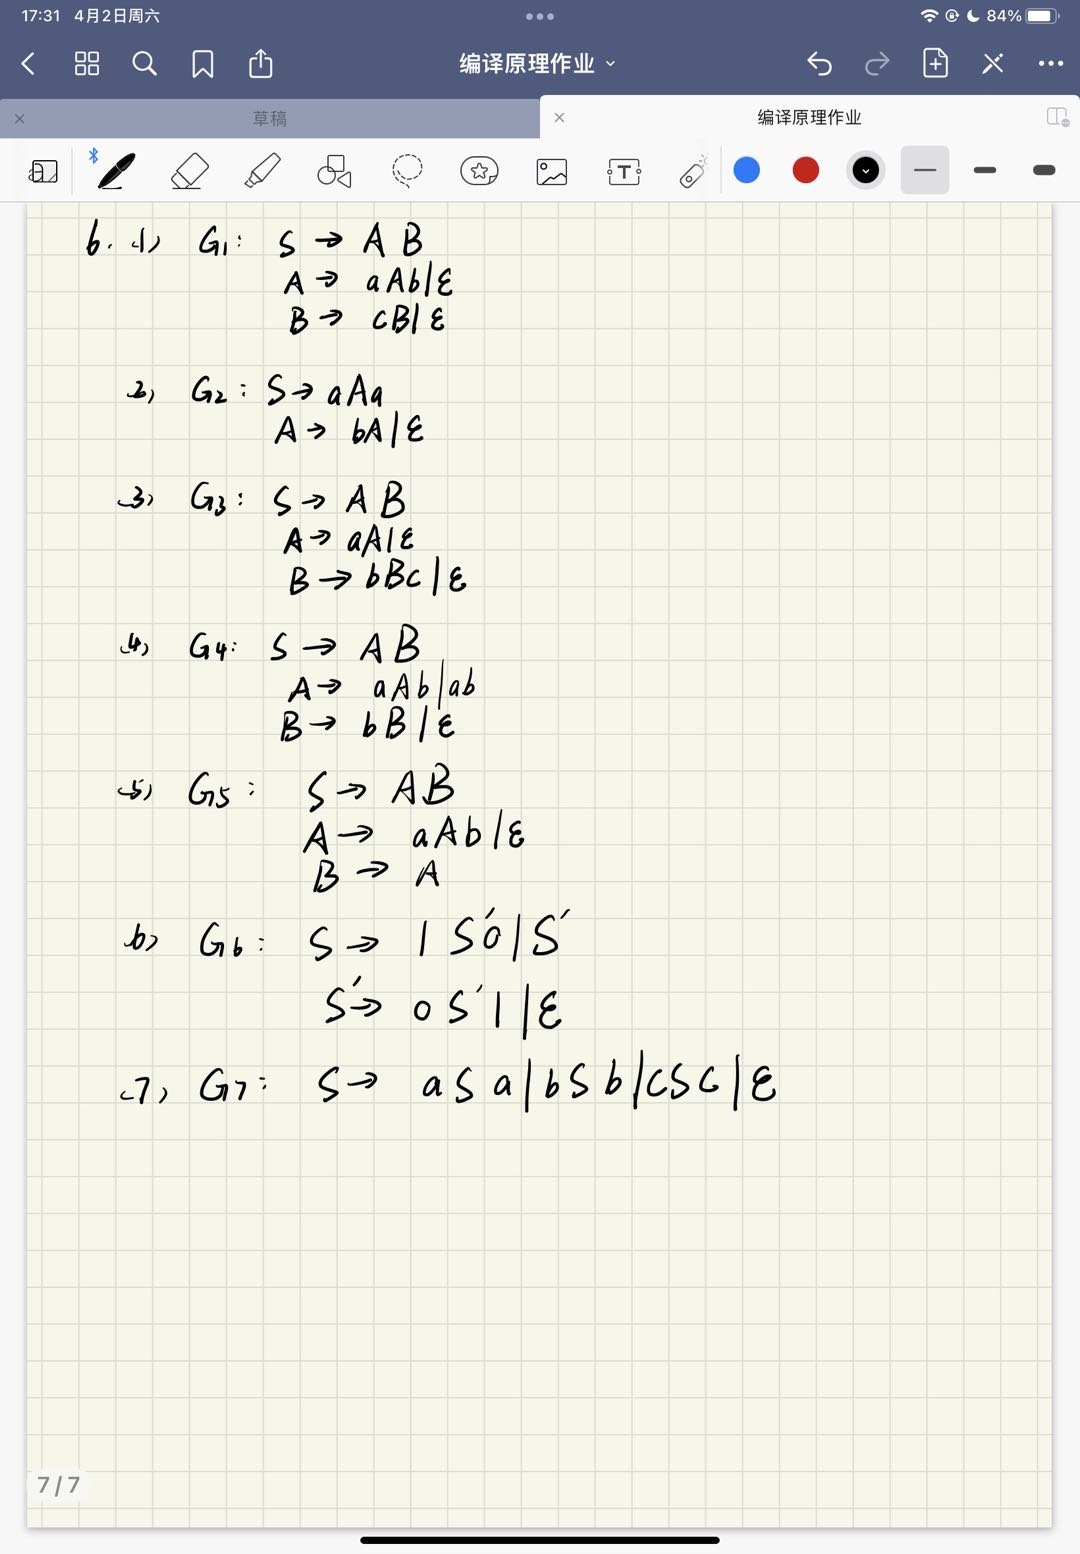 17:31 4月2日周六
84%
编译原理作业
草稿
编译原理作业
T
6. (1) G1: S → A B
A → aAb|ε
B → cB|ε
(2) G2: S → aAa
A → bA|ε
(3) G3: S → AB
A → aA|ε
B → bBc|ε
(4) G4: S → AB
A → aAb|ab
B → bB|ε
(5) G5: S → AB
A → aAb|ε
B → A
(6) G6: S → 1S'0|S'
S' → 0S'1|ε
(7) G7: S → aSa|bSb|cSc|ε
7/7